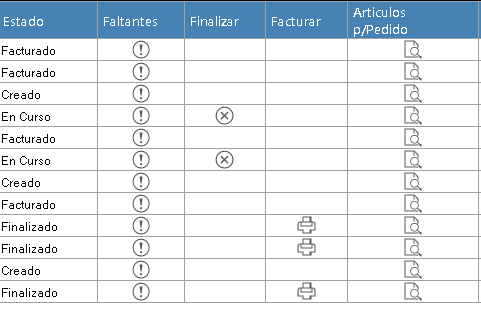 Estado Faltantes Finalizar Facturar Articulos
p/Pedido
Facturado
Facturado
Creado
En Curso
Facturado
En Curso
Creado
Facturado
Finalizado
Finalizado
Creado
Finalizado